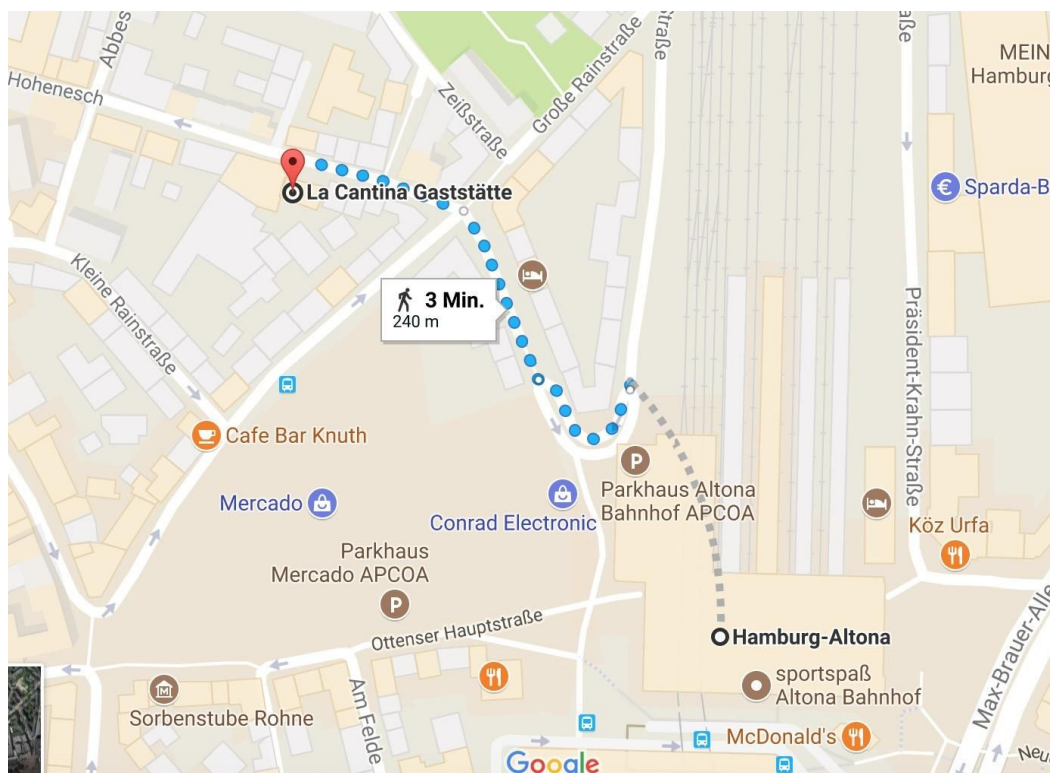 Abbes
Hohenesch
Zeißstraße
Große Rainstraße
Straße
aße
MEIN
Hamburg
Sparda-B
La Cantina Gaststätte
Kleine Rainstraße
3 Min.
240 m
Präsident-Krahn-Straße
Cafe Bar Knuth
Mercado
Conrad Electronic
Parkhaus Altona
Bahnhof APCOA
Köz Urfa
Parkhaus
Mercado APCOA
Ottenser Hauptstraße
Hamburg-Altona
Max-Brauer-Alle
sportspaß
Altona Bahnhof
Sorbenstube Rohne
Am Felde
McDonald's
Neu
Google